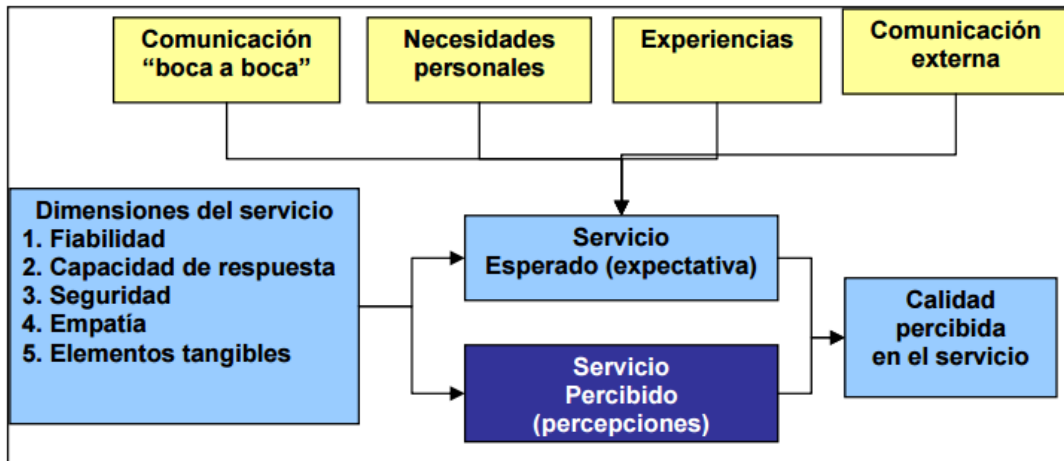 Comunicación
“boca a boca”
Necesidades
personales
Experiencias
Comunicación
externa
Dimensiones del servicio
1. Fiabilidad
2. Capacidad de respuesta
3. Seguridad
4. Empatía
5. Elementos tangibles
Servicio
Esperado (expectativa)
Servicio
Percibido
(percepciones)
Calidad
percibida
en el servicio